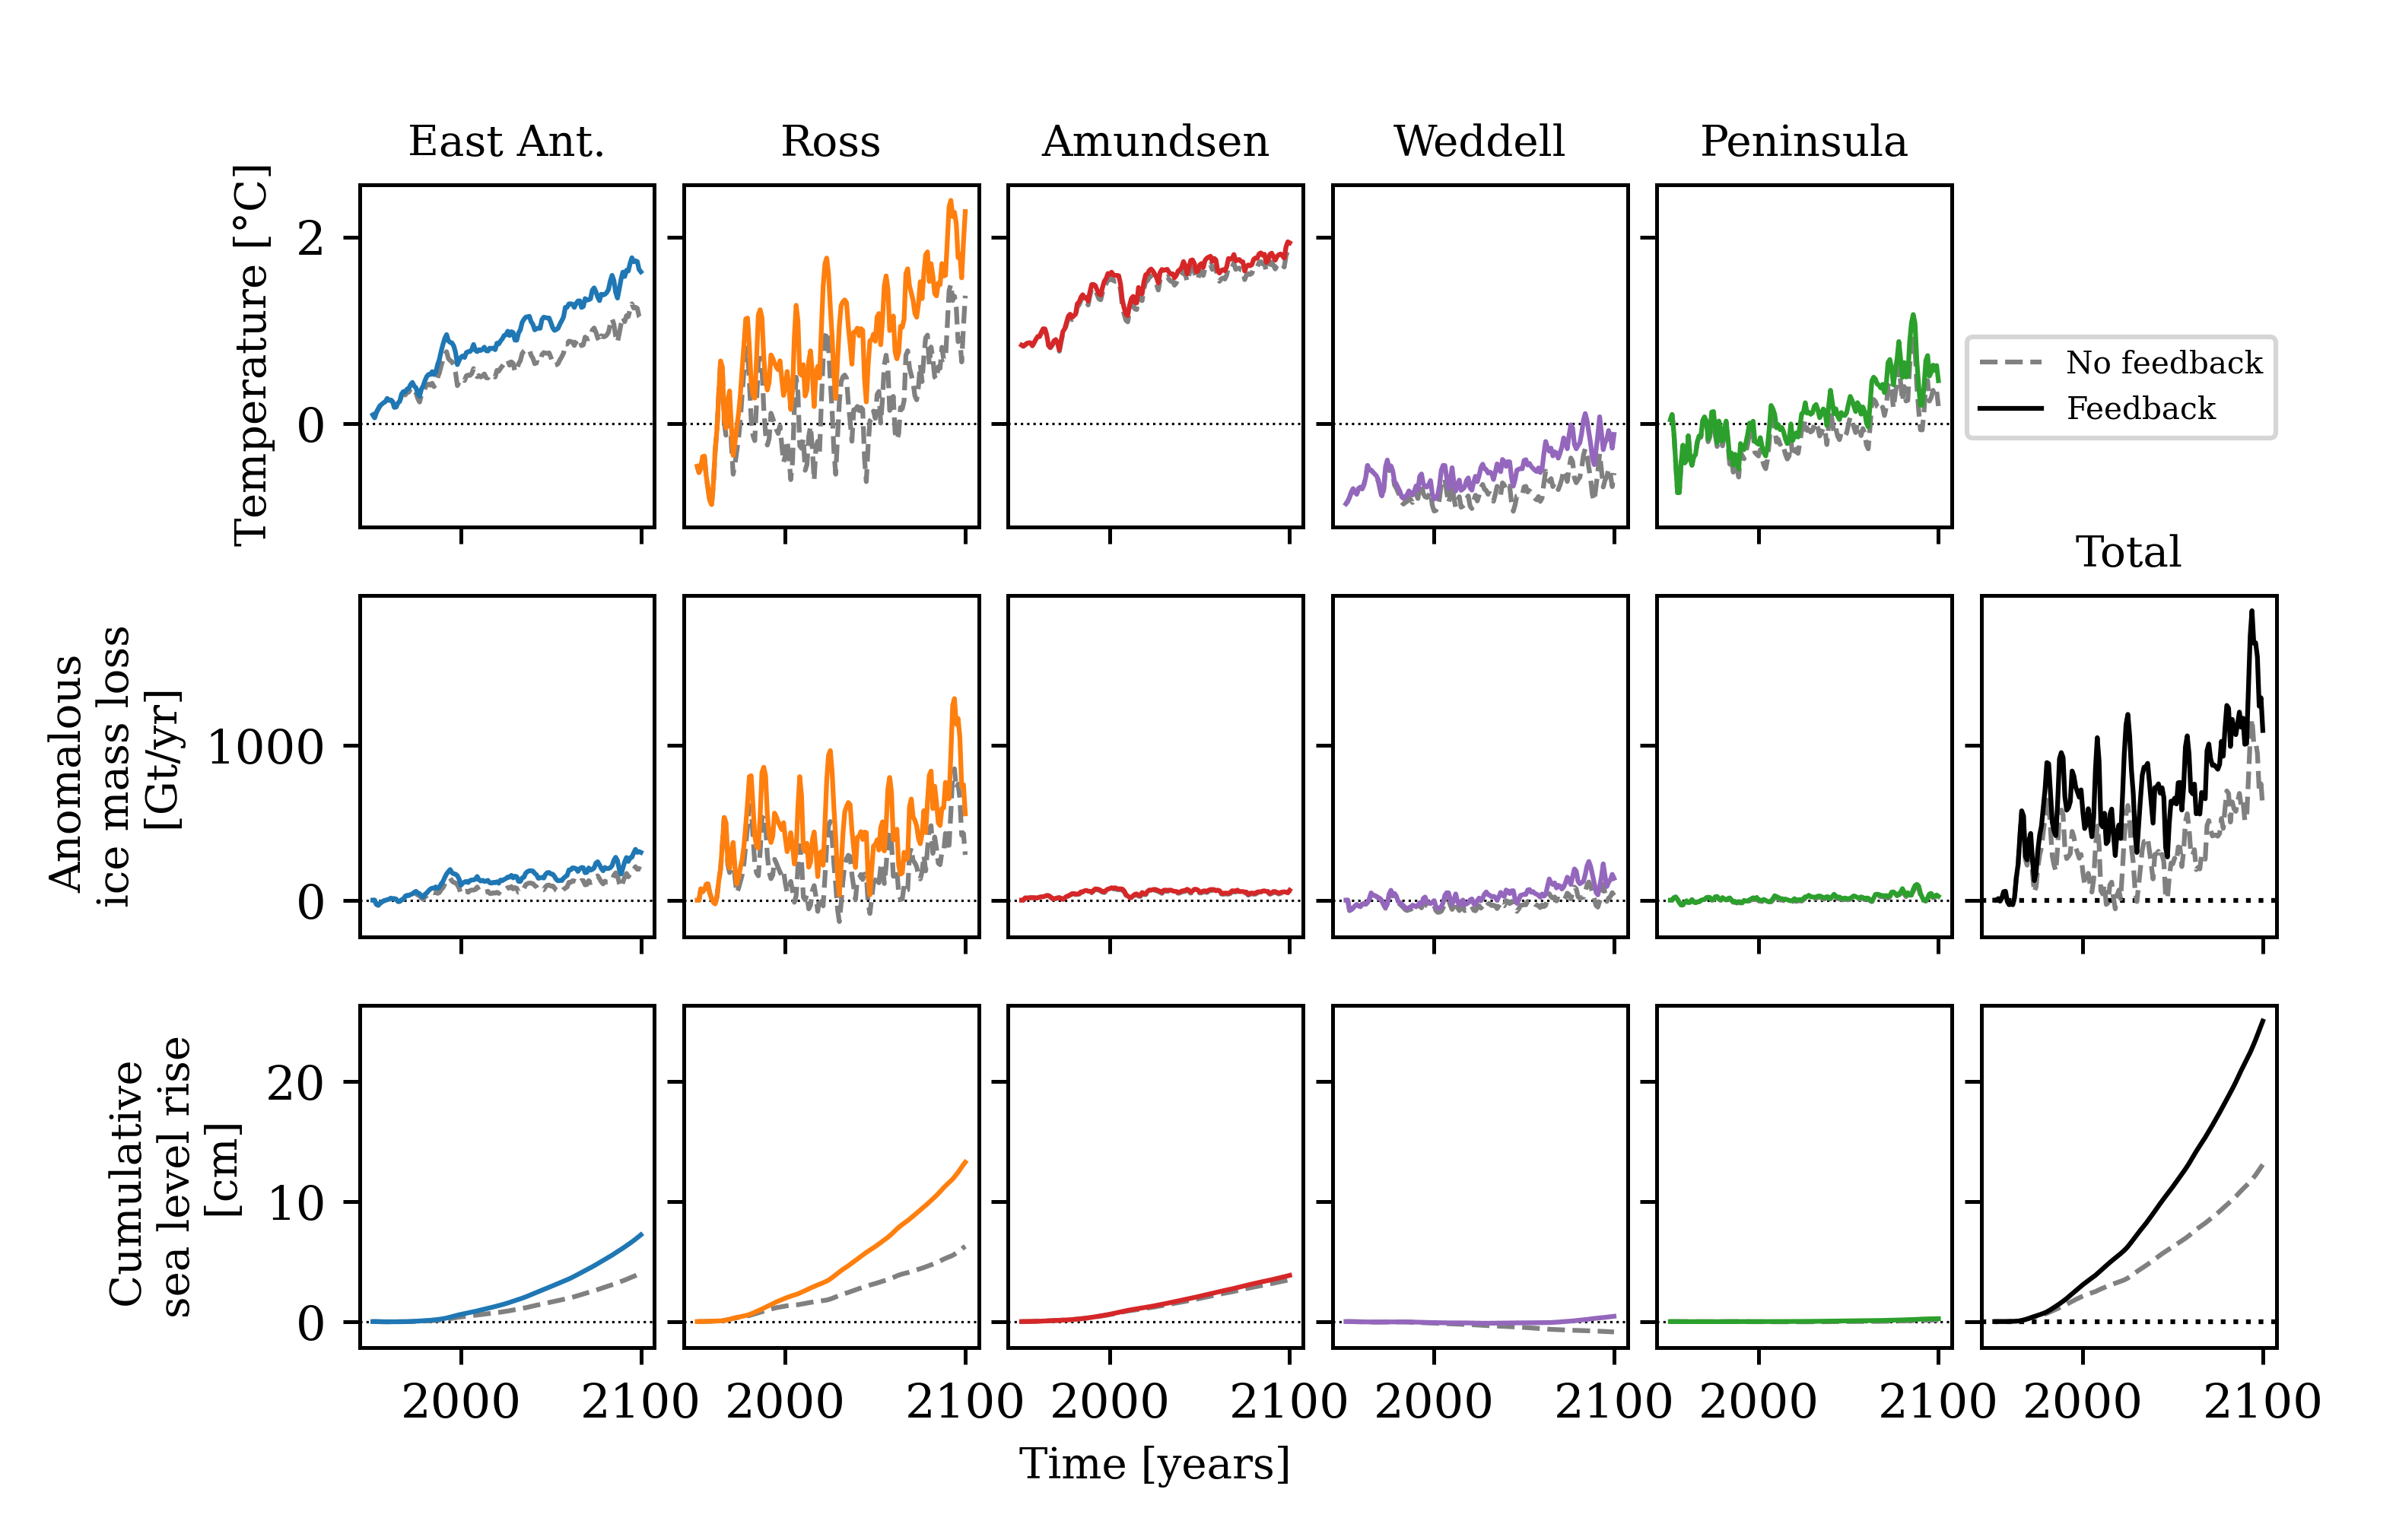 East Ant.
Ross
Amundsen
Weddell
Peninsula
Temperature [°C]
2
0
No feedback
Feedback
Total
Anomalous
ice mass loss
[Gt/yr]
1000
0
Cumulative
sea level rise
[cm]
20
10
0
2000
2100
2000
2100
2000
2100
2000
2100
2000
2100
2000
2100
Time [years]